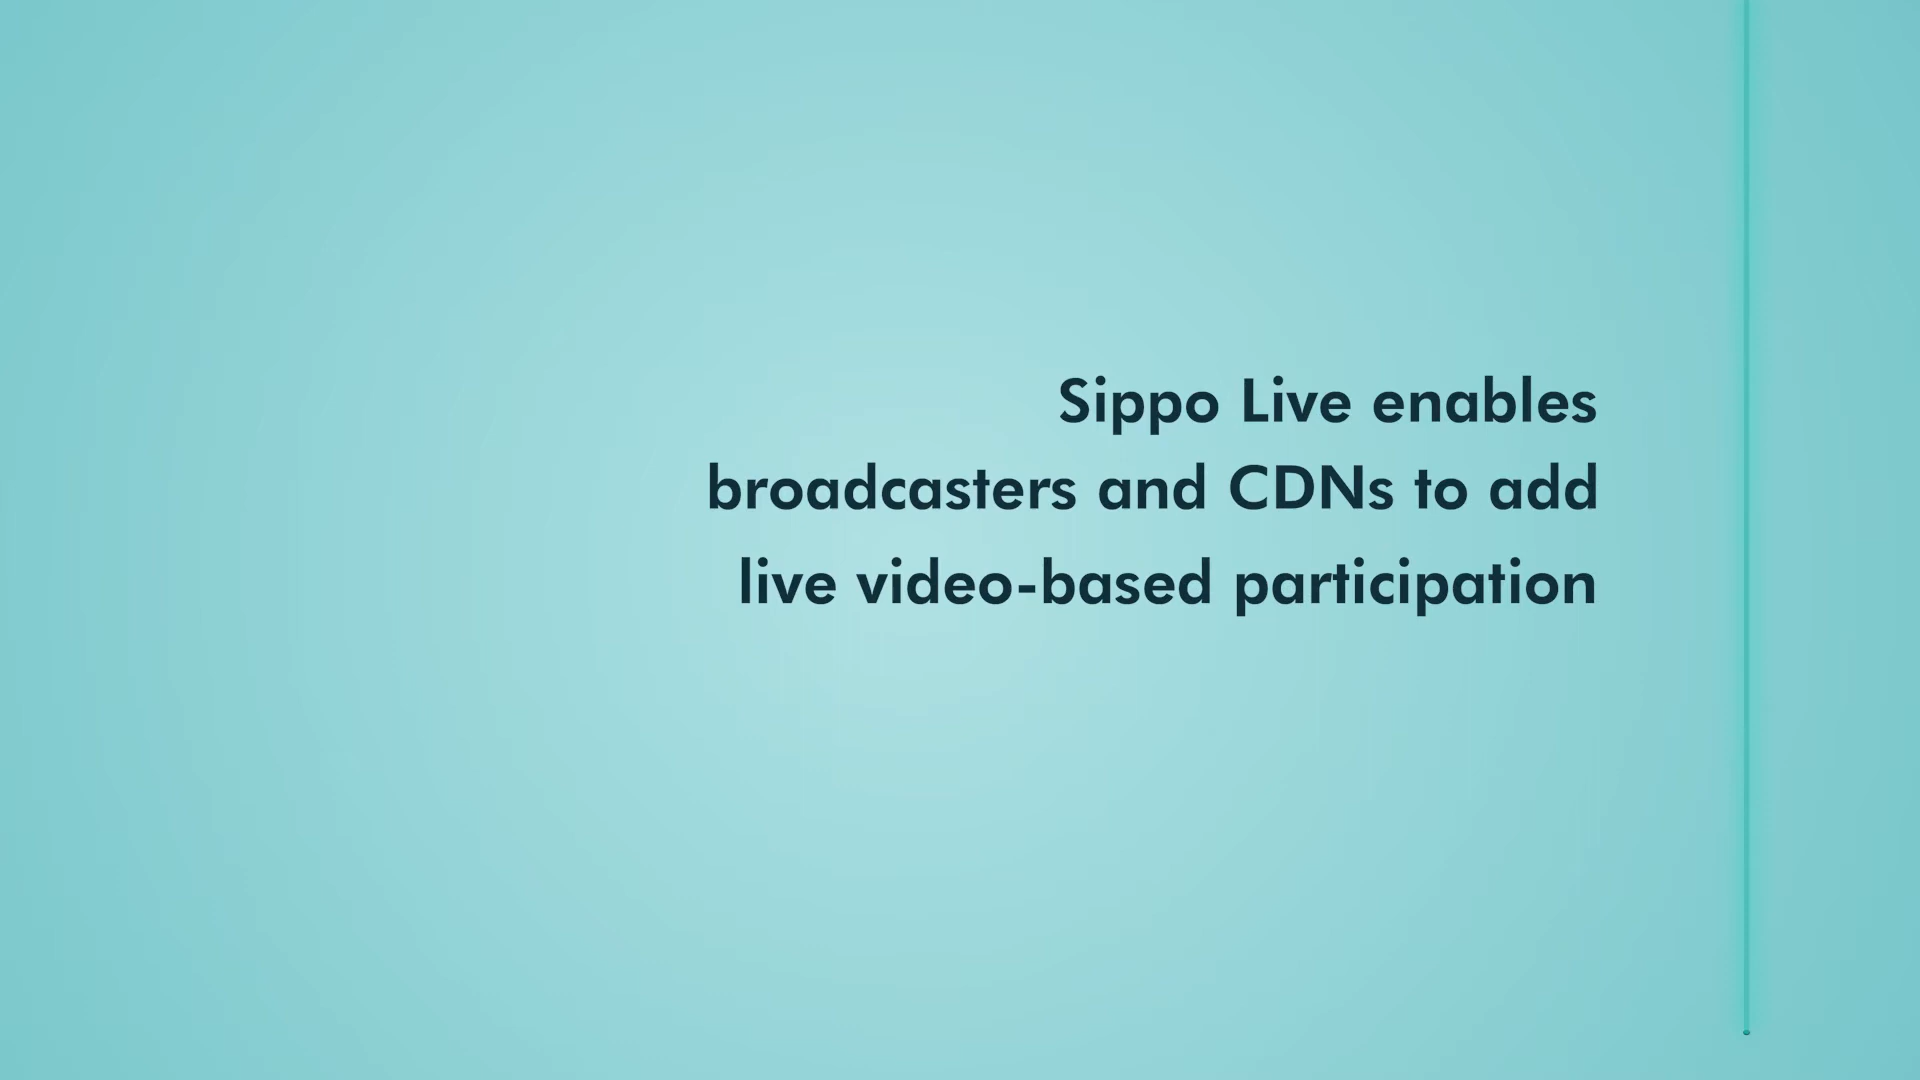 Sippo Live enables
broadcasters and CDNs to add
live video-based participation